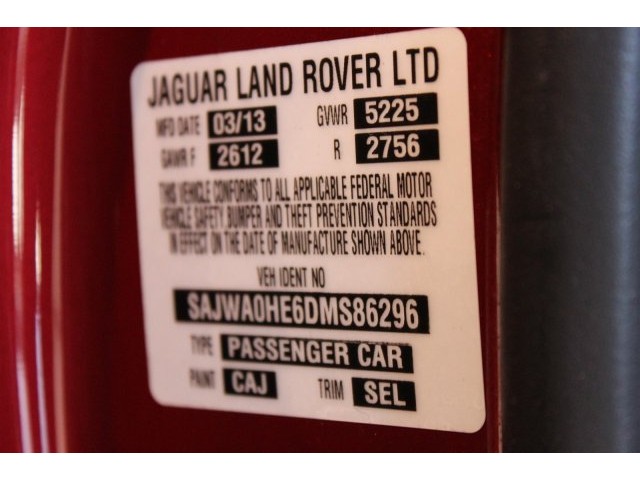 JAGUAR LAND ROVER LTD
MFD DATE 03/13 GVWR 5225
GAWR F 2612 R 2756
THIS VEHICLE CONFORMS TO ALL APPLICABLE FEDERAL MOTOR
VEHICLE SAFETY BUMPER AND THEFT PREVENTION STANDARDS
IN EFFECT ON THE DATE OF MANUFACTURE SHOWN ABOVE.
VEH IDENT NO
SAJWA0HE6DMS86296
TYPE PASSENGER CAR
PAINT CAJ TRIM SEL